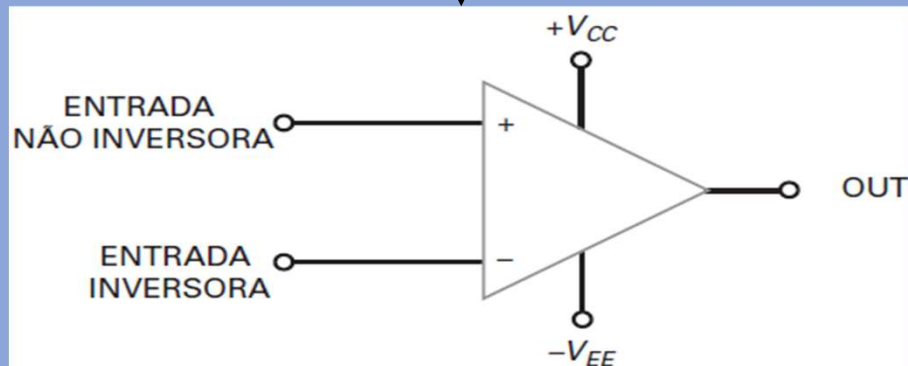 +VCC
ENTRADA
NÃO INVERSORA
+
OUT
ENTRADA
INVERSORA
−
−VEE